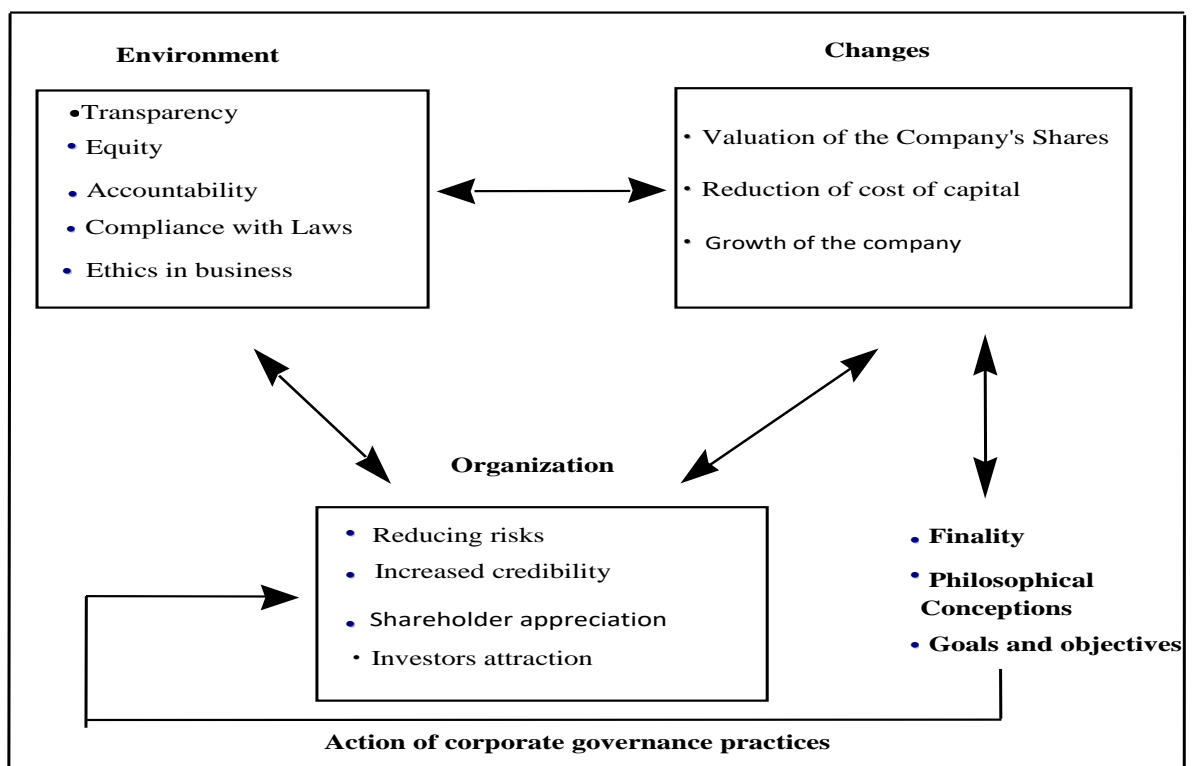 Environment
•Transparency
• Equity
• Accountability
• Compliance with Laws
• Ethics in business
Changes
• Valuation of the Company's Shares
• Reduction of cost of capital
• Growth of the company
Organization
• Reducing risks
• Increased credibility
• Shareholder appreciation
• Investors attraction
• Finality
• Philosophical
Conceptions
• Goals and objectives
Action of corporate governance practices